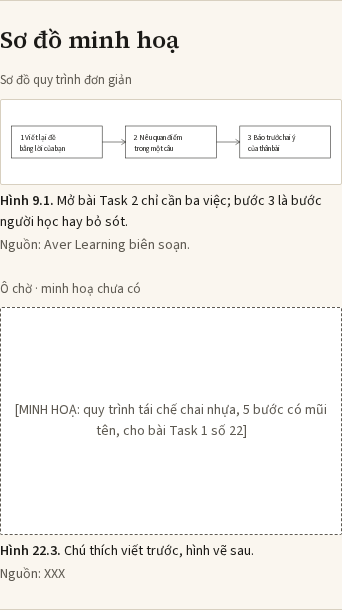 Sơ đồ minh hoạ
Sơ đồ quy trình đơn giản
1 Viết lại đề
bằng lời của bạn
2 Nêu quan điểm
trong một câu
3 Báo trước hai ý
của thân bài
Hình 9.1. Mở bài Task 2 chỉ cần ba việc; bước 3 là bước
người học hay bỏ sót.
Nguồn: Aver Learning biên soạn.
Ô chờ · minh hoạ chưa có
[MINH HOẠ: quy trình tái chế chai nhựa, 5 bước có mũi
tên, cho bài Task 1 số 22]
Hình 22.3. Chú thích viết trước, hình vẽ sau.
Nguồn: XXX